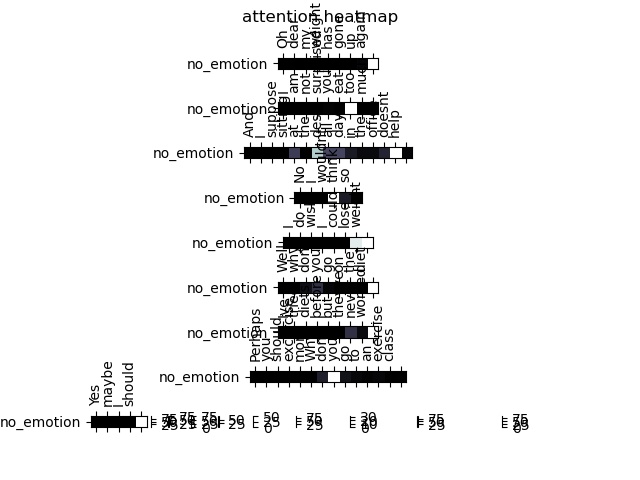 attention heatmap
Oh dear my weight has gone up again
no_emotion
I am not surprised you eat too much
no_emotion
And I suppose sitting at the desk all day in the office doesnt help
no_emotion
No I wouldnt think so
no_emotion
I do wish I could lose weight
no_emotion
Well why dont you go on the diet
no_emotion
Ive diets before but theyve never worked
no_emotion
Perhaps you should exercise more Why dont you go to an exercise class
no_emotion
Yes maybe I should
no_emotion